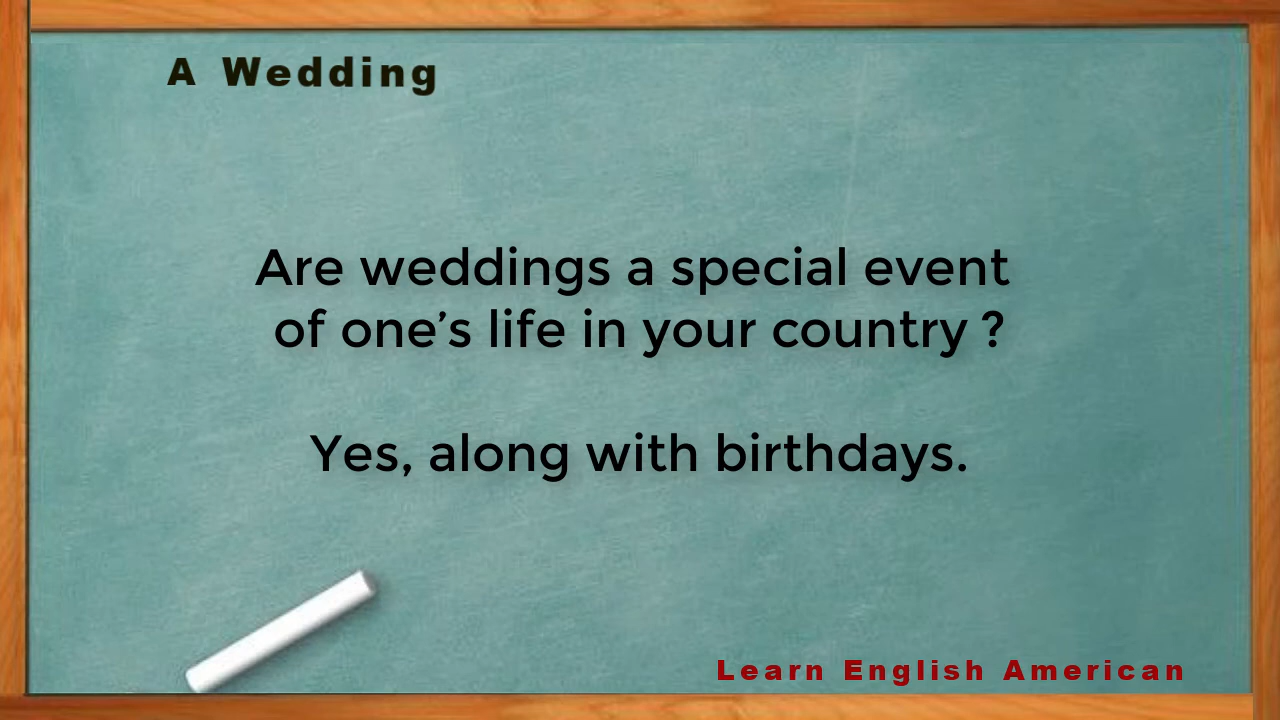 A Wedding
Are weddings a special event
of one’s life in your country ?
Yes, along with birthdays.
Learn English American